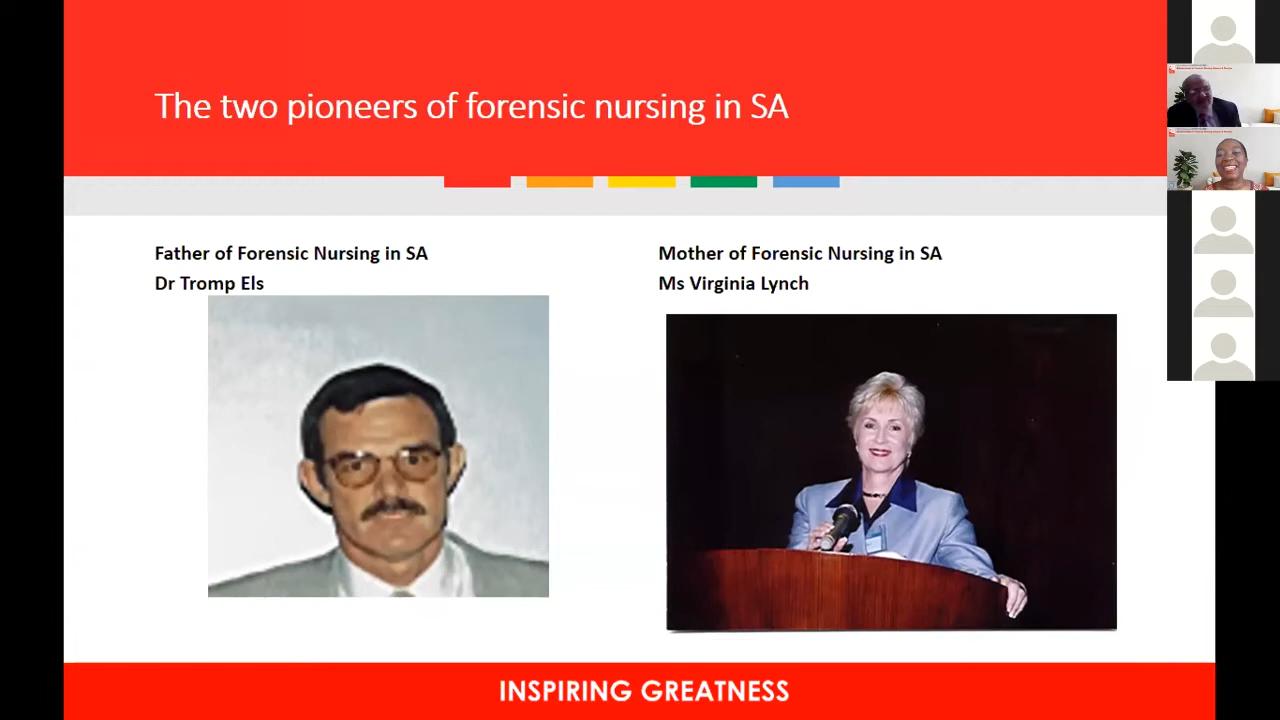 The two pioneers of forensic nursing in SA
Father of Forensic Nursing in SA
Dr Tromp Els
Mother of Forensic Nursing in SA
Ms Virginia Lynch
INSPIRING GREATNESS